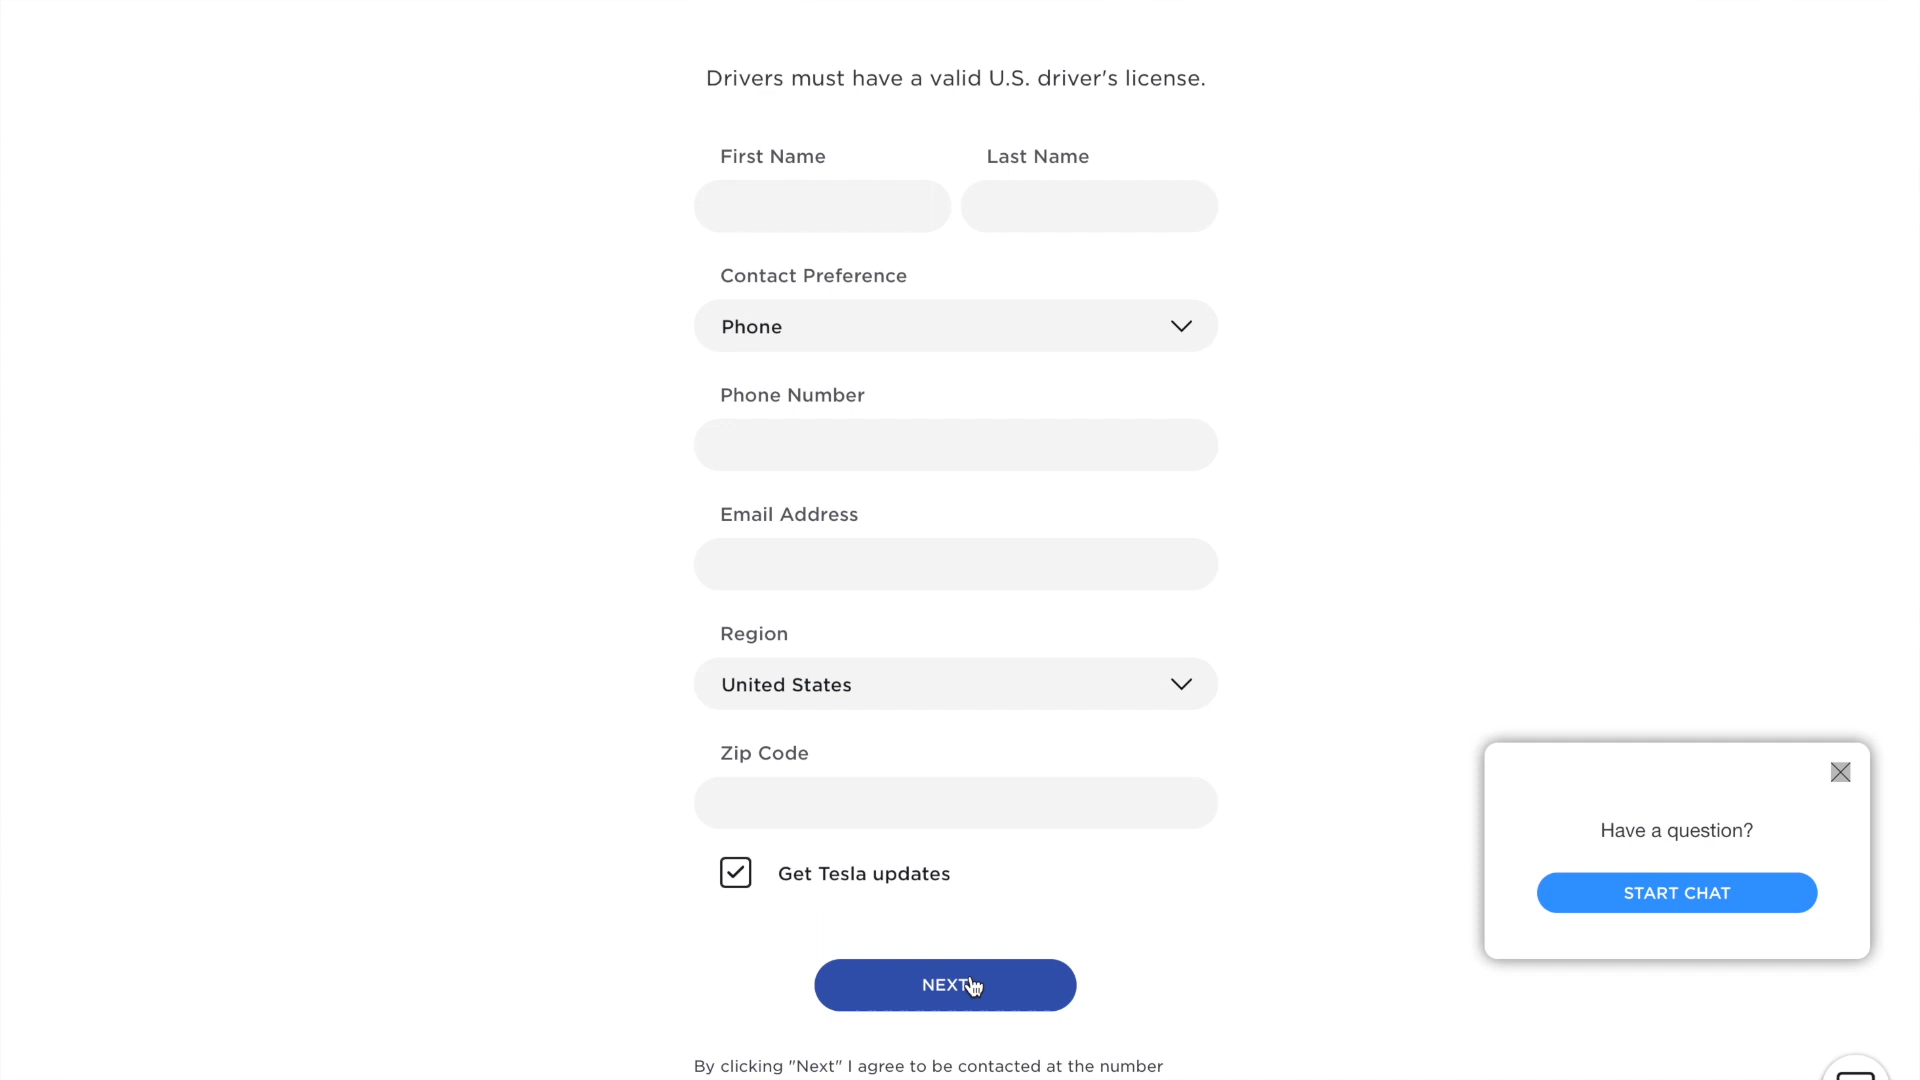 Drivers must have a valid U.S. driver's license.
First Name
Last Name
Contact Preference
Phone
Phone Number
Email Address
Region
United States
Zip Code
Get Tesla updates
Have a question?
START CHAT
NEXT
By clicking "Next" I agree to be contacted at the number